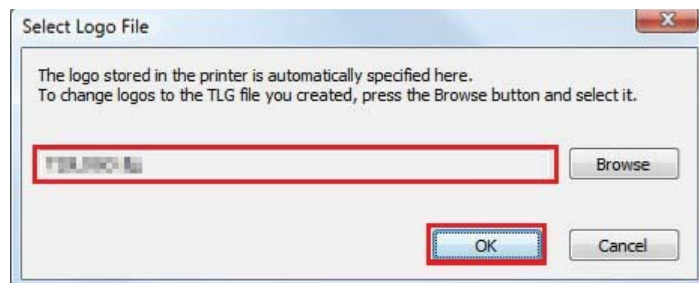 Select Logo File
The logo stored in the printer is automatically specified here.
To change logos to the TLG file you created, press the Browse button and select it.
Browse
OK
Cancel